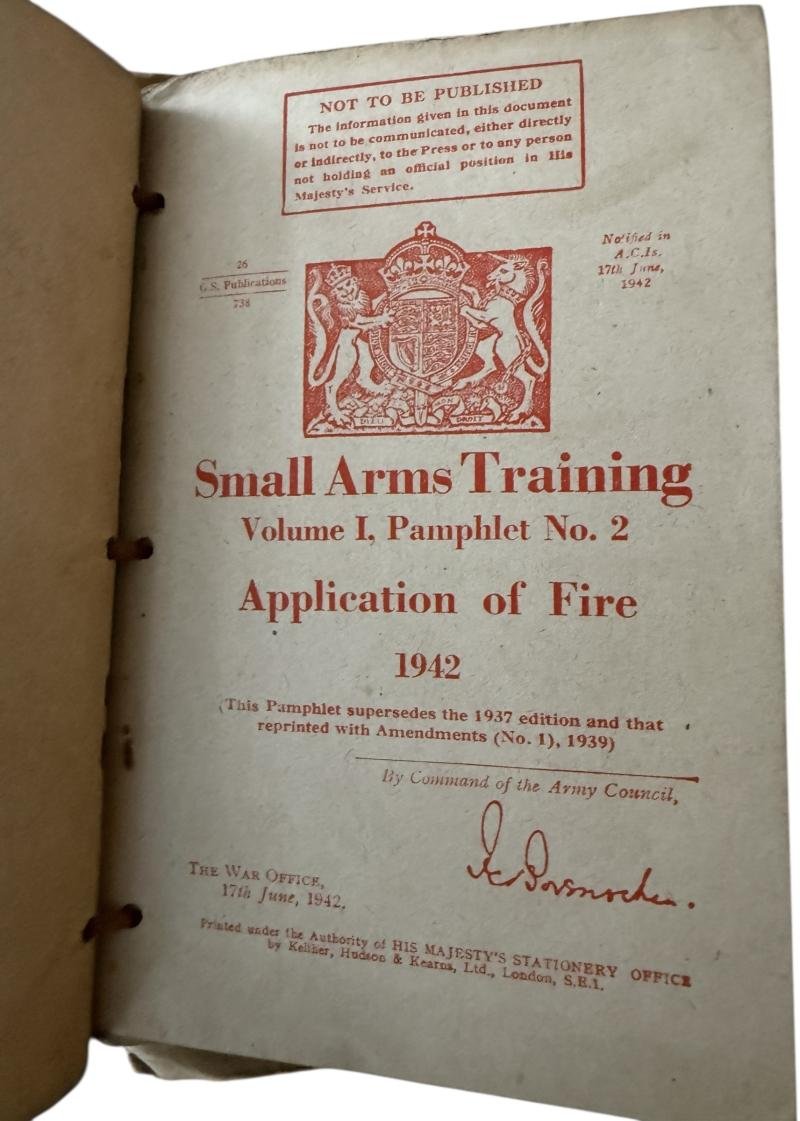 NOT TO BE PUBLISHED
The information given in this document
is not to be communicated, either directly
or indirectly, to the Press or to any person
not holding an official position in His
Majesty's Service.
26
G.S. Publications
738
Notified in
A.C.Is.
17th June,
1942
DIEU MON DROIT
Small Arms Training
Volume I, Pamphlet No. 2
Application of Fire
1942
(This Pamphlet supersedes the 1937 edition and that
reprinted with Amendments (No. 1), 1939)
By Command of the Army Council,
THE WAR OFFICE,
17th June, 1942.
Printed under the Authority of HIS MAJESTY'S STATIONERY OFFICE
by Keliher, Hudson & Kearns, Ltd., London, S.E.1.